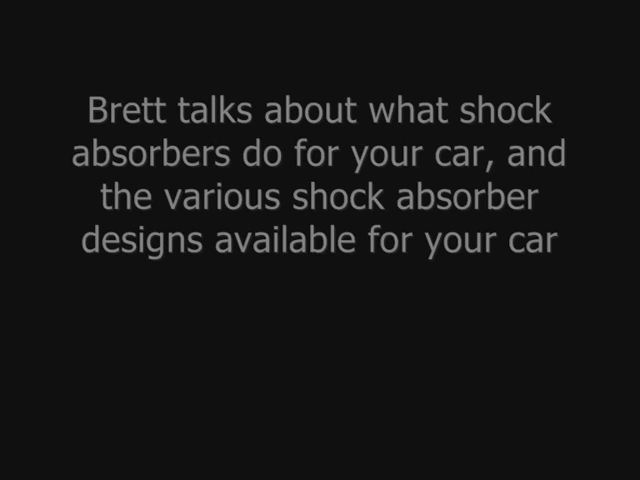 Brett talks about what shock
absorbers do for your car, and
the various shock absorber
designs available for your car